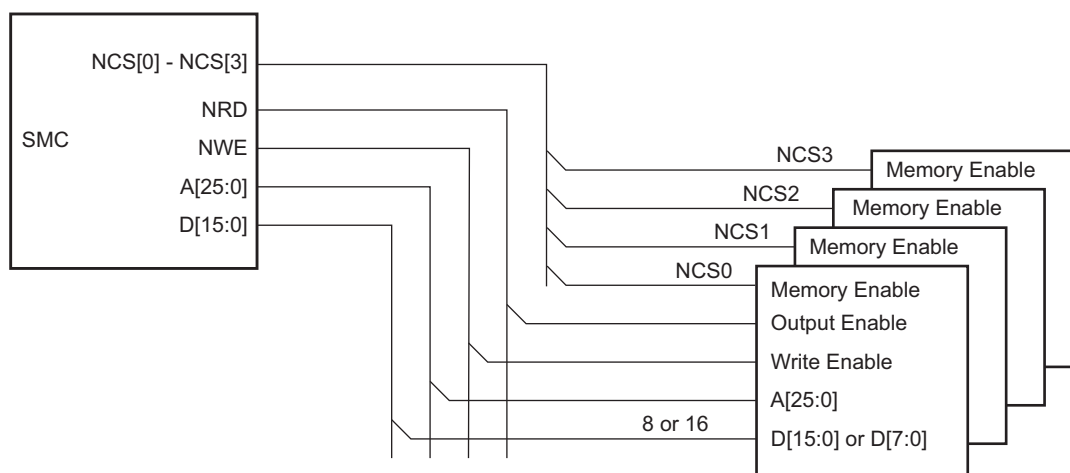 NCS[0] - NCS[3]
NRD
SMC
NWE
A[25:0]
D[15:0]
NCS3
Memory Enable
NCS2
Memory Enable
NCS1
Memory Enable
NCS0
Memory Enable
Output Enable
Write Enable
A[25:0]
8 or 16
D[15:0] or D[7:0]